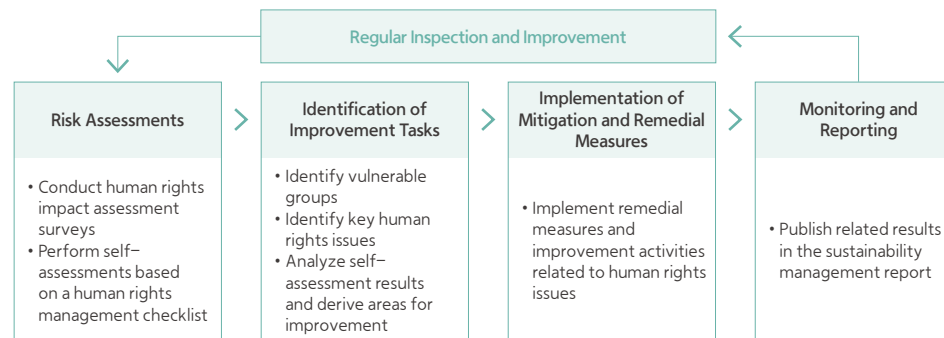 Regular Inspection and Improvement
Risk Assessments
• Conduct human rights
impact assessment
surveys
• Perform self–
assessments based
on a human rights
management checklist
Identification of
Improvement Tasks
• Identify vulnerable
groups
• Identify key human
rights issues
• Analyze self–
assessment results
and derive areas for
improvement
Implementation of
Mitigation and Remedial
Measures
• Implement remedial
measures and
improvement activities
related to human rights
issues
Monitoring and
Reporting
• Publish related results
in the sustainability
management report